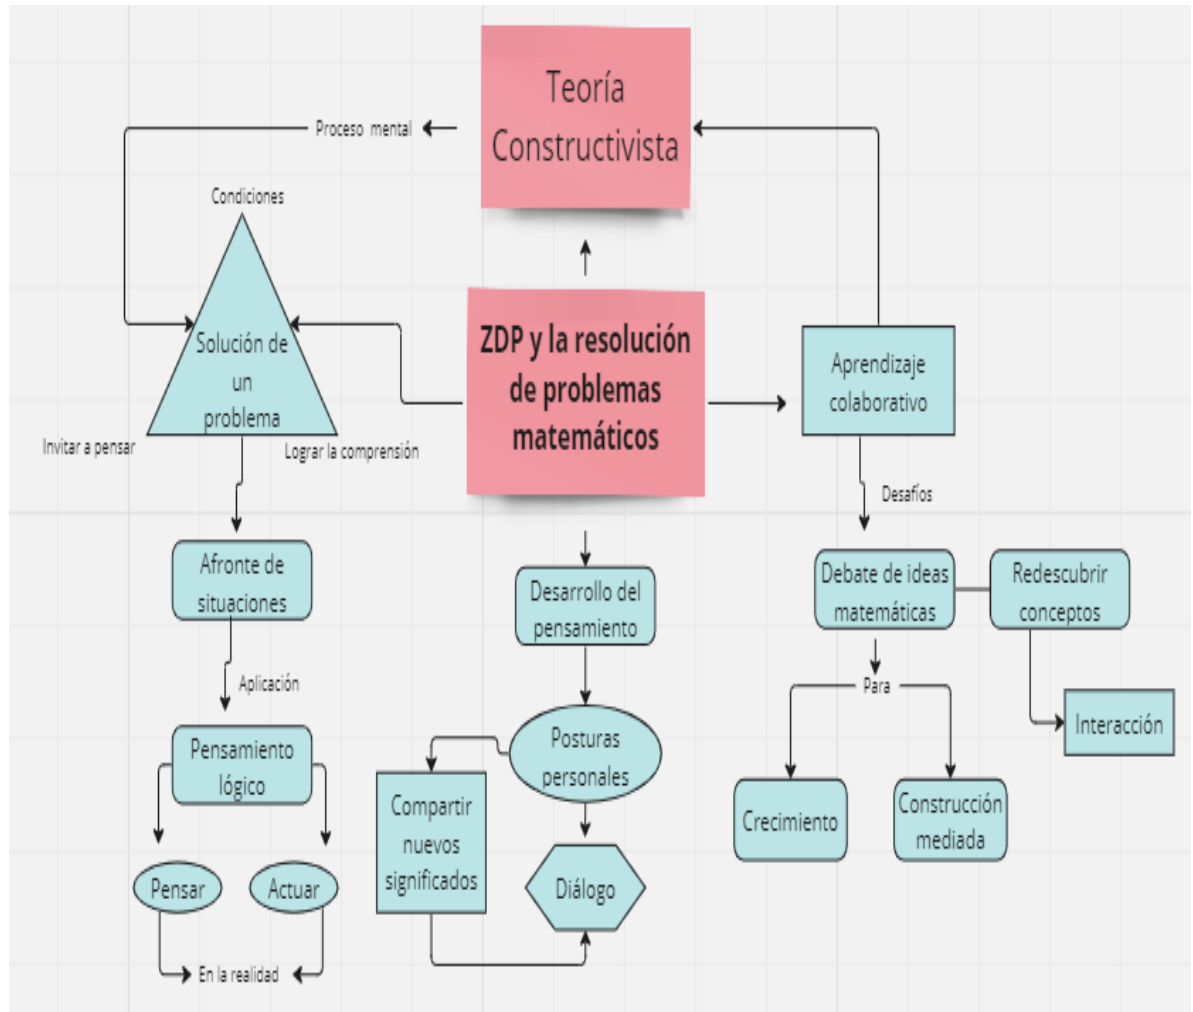 Teoría
Constructivista
Proceso mental
Condiciones
Solución de
un
problema
Invitar a pensar
Lograr la comprensión
ZDP y la resolución
de problemas
matemáticos
Aprendizaje
colaborativo
Desafíos
Afronte de
situaciones
Desarrollo del
pensamiento
Debate de ideas
matemáticas
Redescubrir
conceptos
Aplicación
Para
Interacción
Pensamiento
lógico
Posturas
personales
Compartir
nuevos
significados
Crecimiento
Construcción
mediada
Pensar
Actuar
Diálogo
En la realidad